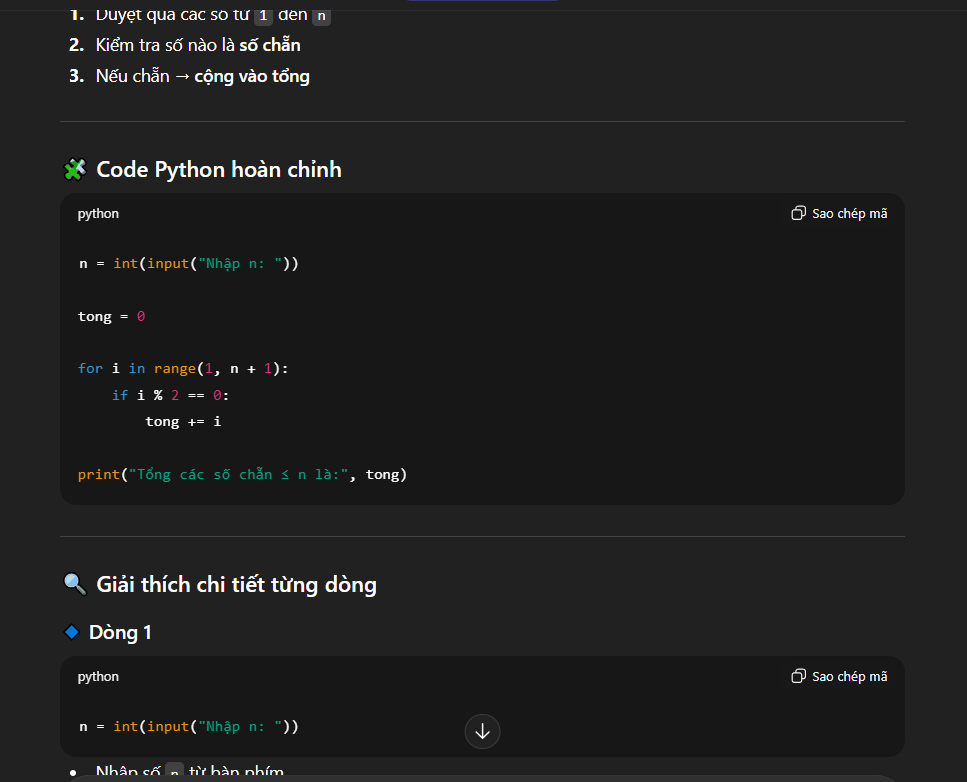 1. Duyệt qua các số từ 1 đến n
2. Kiểm tra số nào là số chẵn
3. Nếu chẵn → cộng vào tổng
Code Python hoàn chỉnh
python
Sao chép mã
n = int(input("Nhập n: "))
tong = 0
for i in range(1, n + 1):
    if i % 2 == 0:
        tong += i
print("Tổng các số chẵn ≤ n là:", tong)
Giải thích chi tiết từng dòng
Dòng 1
python
Sao chép mã
n = int(input("Nhập n: "))
• Nhập số n từ bàn phím